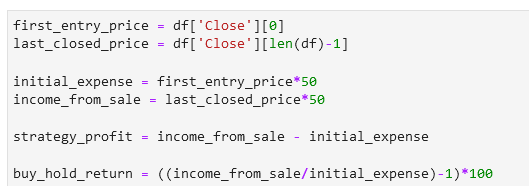 first_entry_price = df['Close'][0]
last_closed_price = df['Close'][len(df)-1]
initial_expense = first_entry_price*50
income_from_sale = last_closed_price*50
strategy_profit = income_from_sale - initial_expense
buy_hold_return = ((income_from_sale/initial_expense)-1)*100